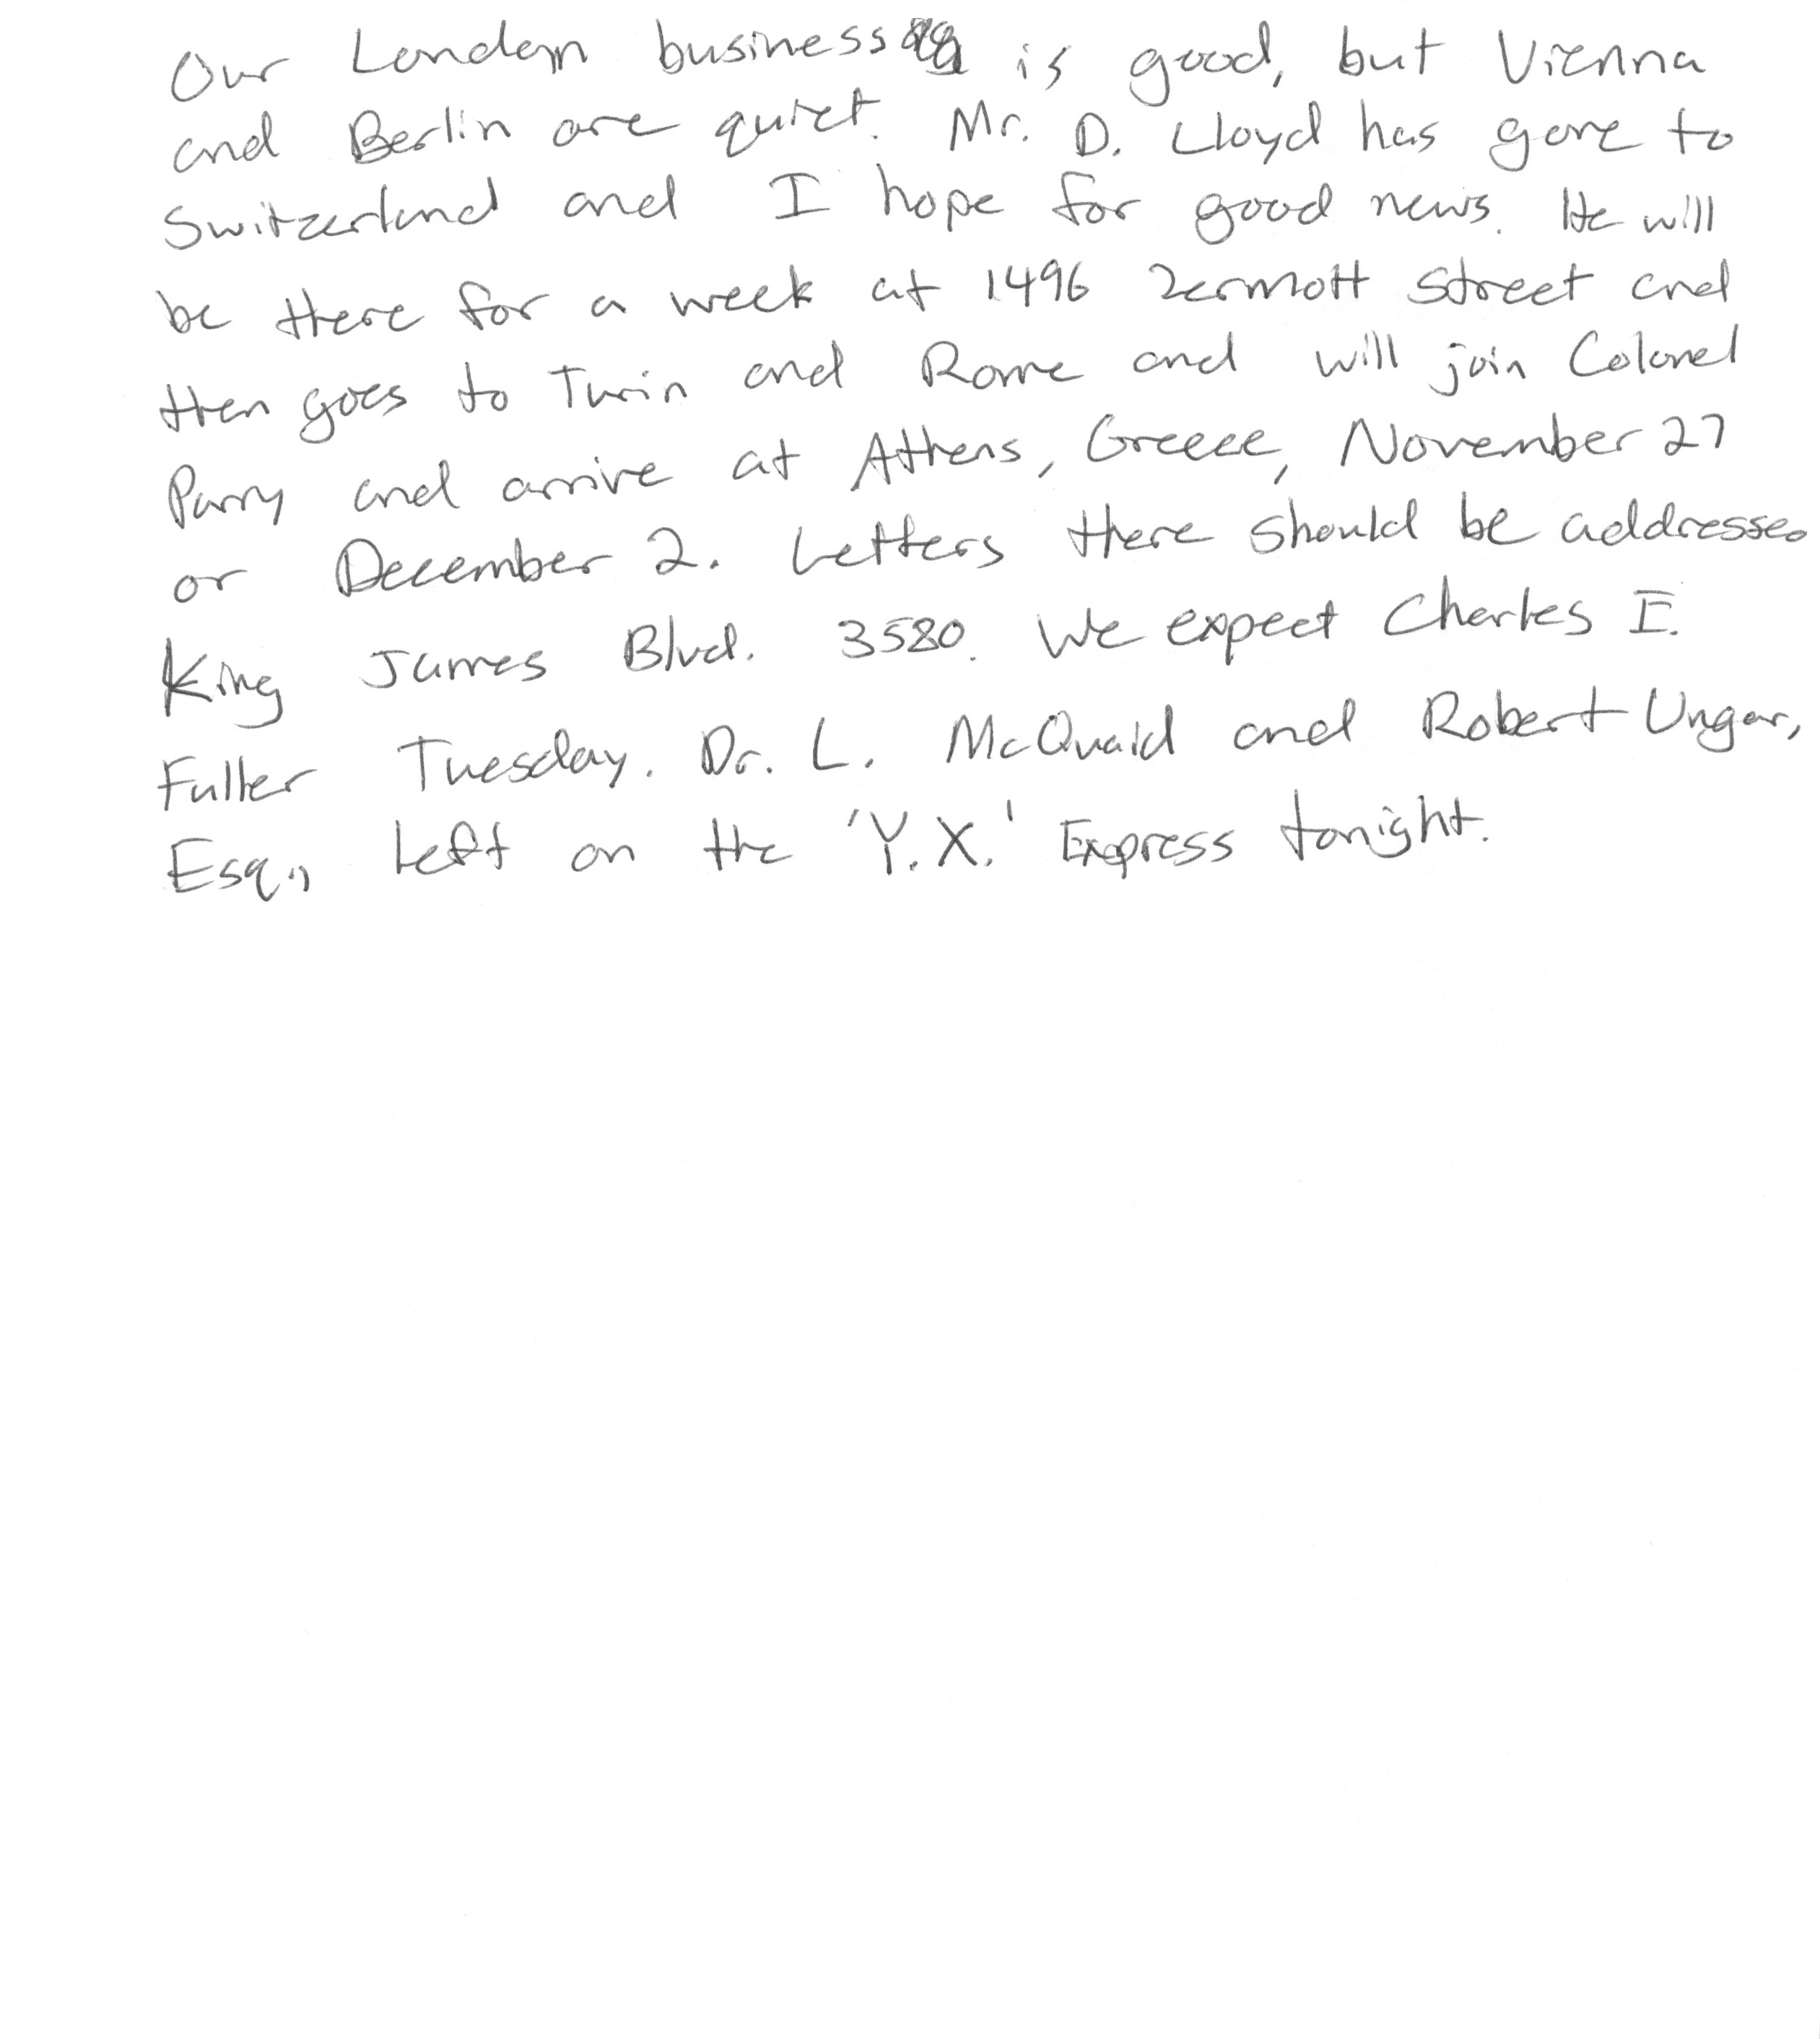 Our London business is good, but Vienna
and Berlin are quiet. Mr. D. Lloyd has gone to
Switzerland and I hope for good news. He will
be there for a week at 1496 Zermott Street and
then goes to Turin and Rome and will join Colonel
Parry and arrive at Athens, Greece, November 27
or December 2. Letters there should be addressed
King James Blvd. 3580. We expect Charles E.
Fuller Tuesday. Dr. L. McQuaid and Robert Unger,
Esq., left on the 'Y.X.' Express tonight.